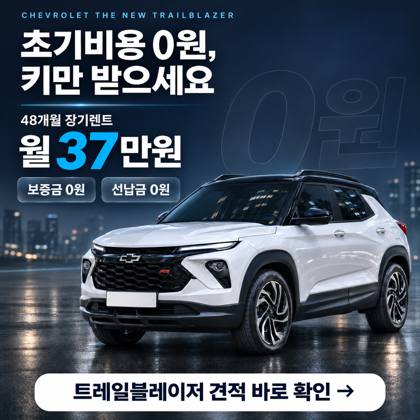 CHEVROLET THE NEW TRAILBLAZER
초기비용 0원,
키만 받으세요
0원
48개월 장기렌트
월 37만원
보증금 0원 선납금 0원
RS
트레일블레이저 견적 바로 확인 →